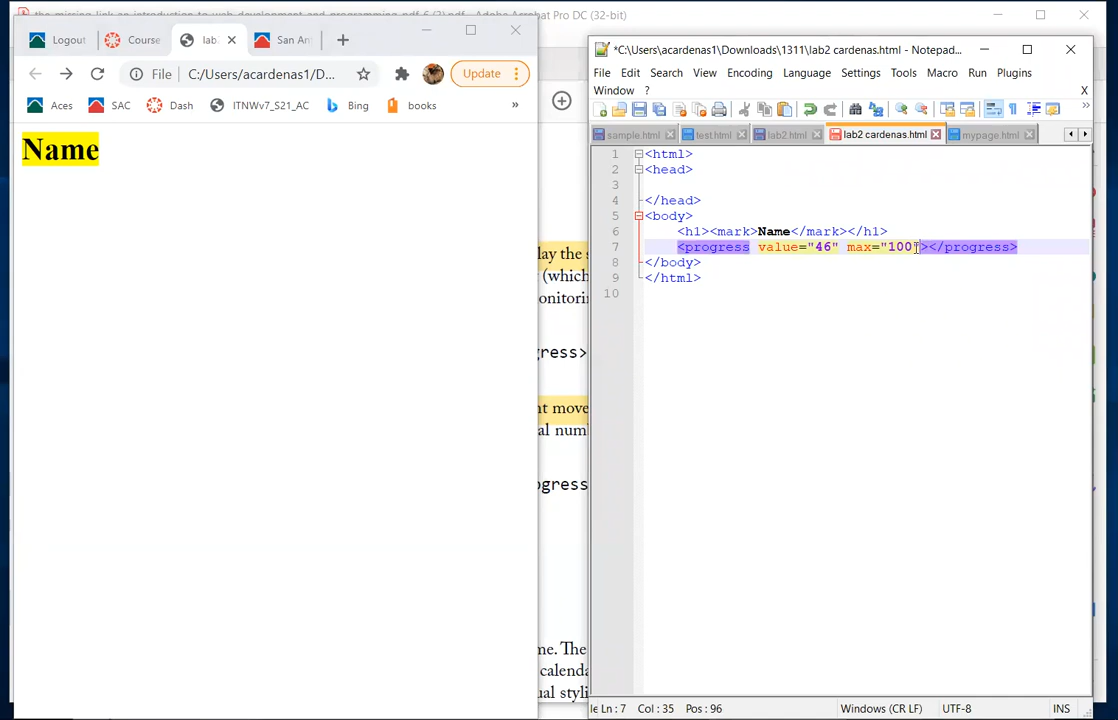 the missing link an introduction to web development and programming pdf 6 (3).pdf - Adobe Acrobat Pro DC (32-bit)
Logout
Course
lab
San An
File
C:/Users/acardenas1/D...
Update
Aces
SAC
Dash
ITNWv7_S21_AC
Bing
books
»
Name
lay the s
(which
onitorin
gress>
nt move
al num
ogress
me. The
calenda
ual styli
*C:\Users\acardenas1\Downloads\1311\lab2 cardenas.html - Notepad...
File Edit Search View Encoding Language Settings Tools Macro Run Plugins
Window ? X
sample.html test.html lab2.html lab2 cardenas.html mypage.html
1 <html>
2 <head>
3
4 </head>
5 <body>
6 <h1><mark>Name</mark></h1>
7 <progress value="46" max="100"></progress>
8 </body>
9 </html>
10
le Ln : 7 Col : 35 Pos : 96 Windows (CR LF) UTF-8 INS